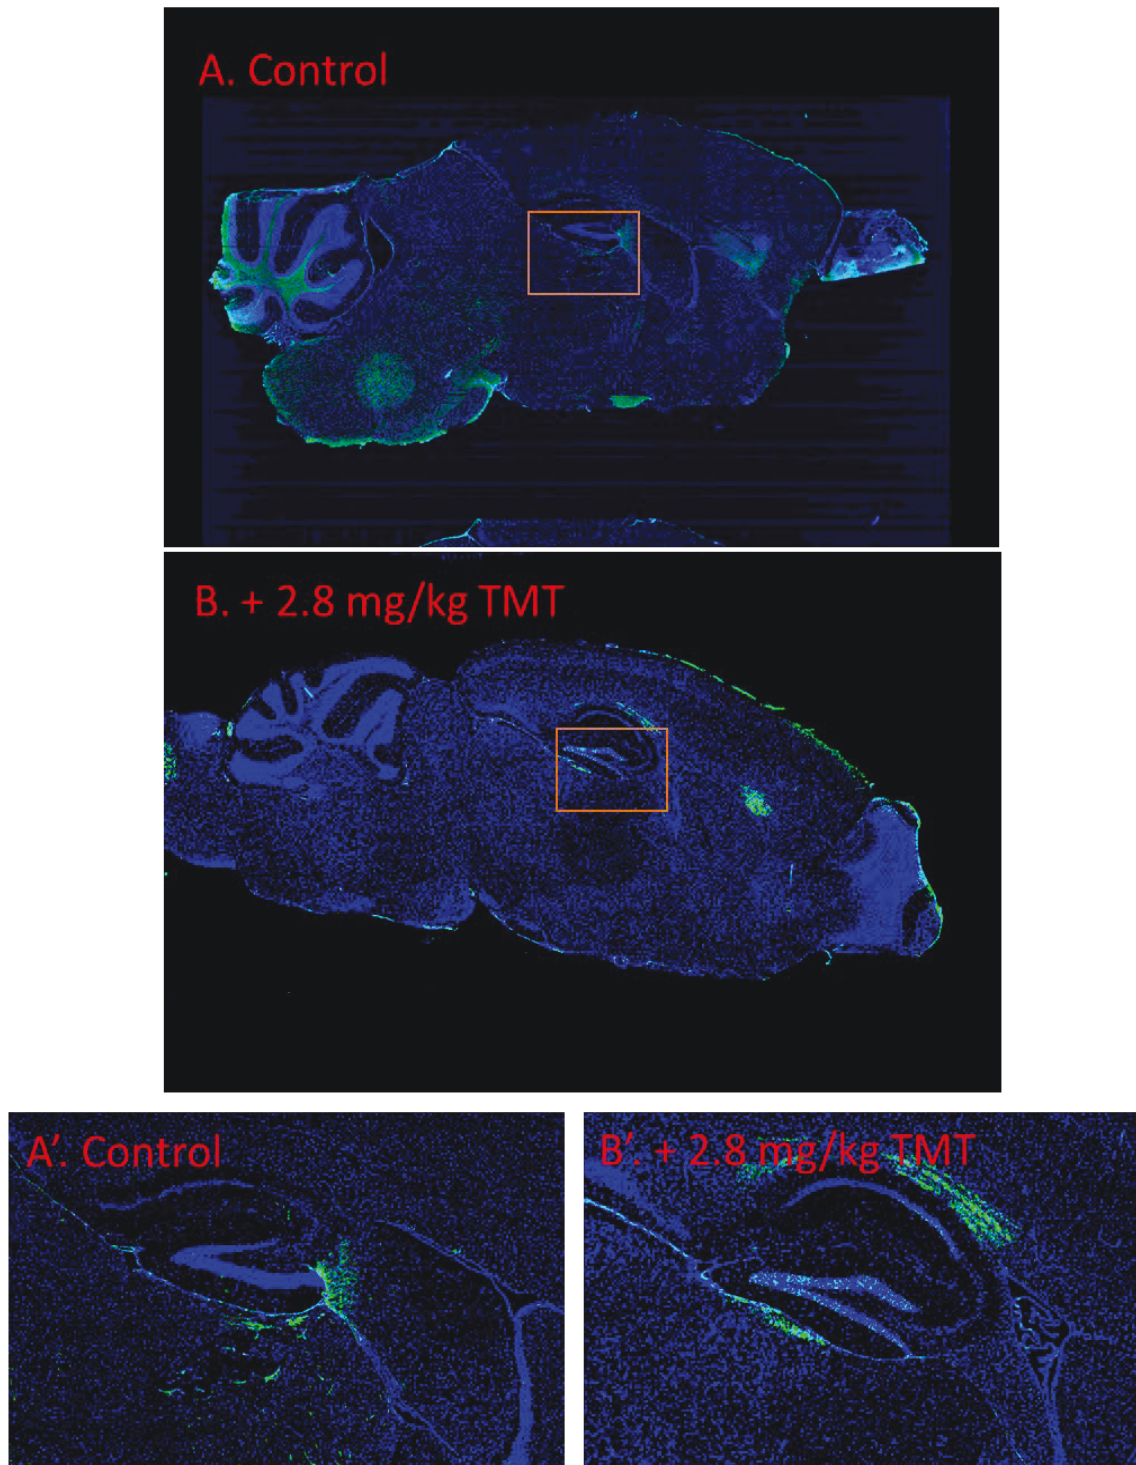 A. Control
B. + 2.8 mg/kg TMT
A'. Control
B'. + 2.8 mg/kg TMT